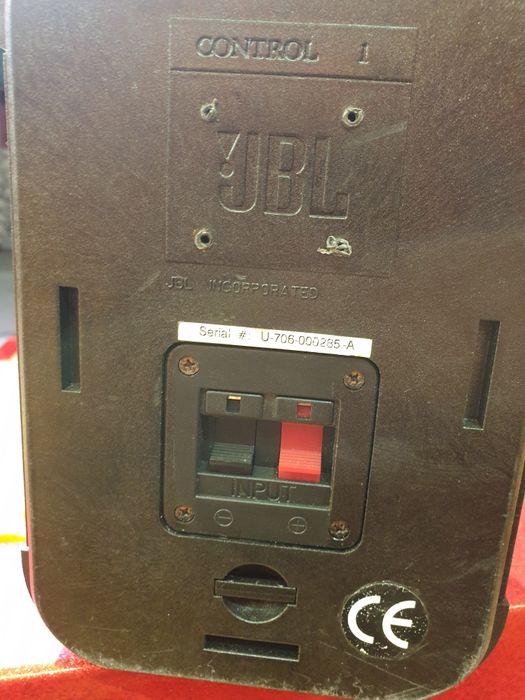 CONTROL 1
JBL
JBL INCORPORATED
Serial # U-706-000285-A
INPUT
⊖ ⊕
CE